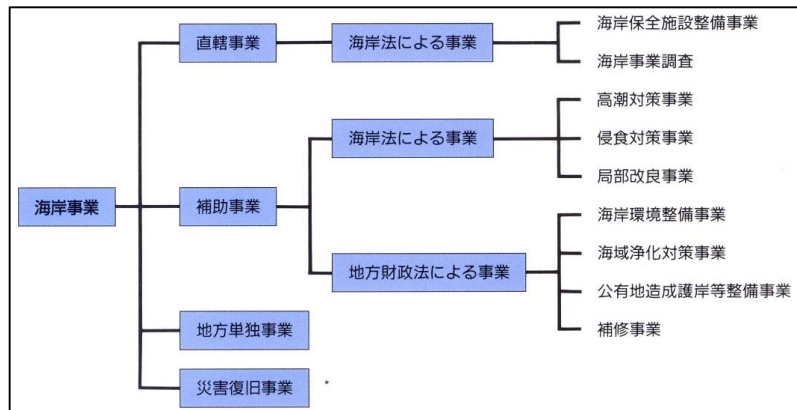 海岸事業
直轄事業
海岸法による事業
海岸保全施設整備事業
海岸事業調査
補助事業
海岸法による事業
高潮対策事業
侵食対策事業
局部改良事業
地方財政法による事業
海岸環境整備事業
海域浄化対策事業
公有地造成護岸等整備事業
補修事業
地方単独事業
災害復旧事業